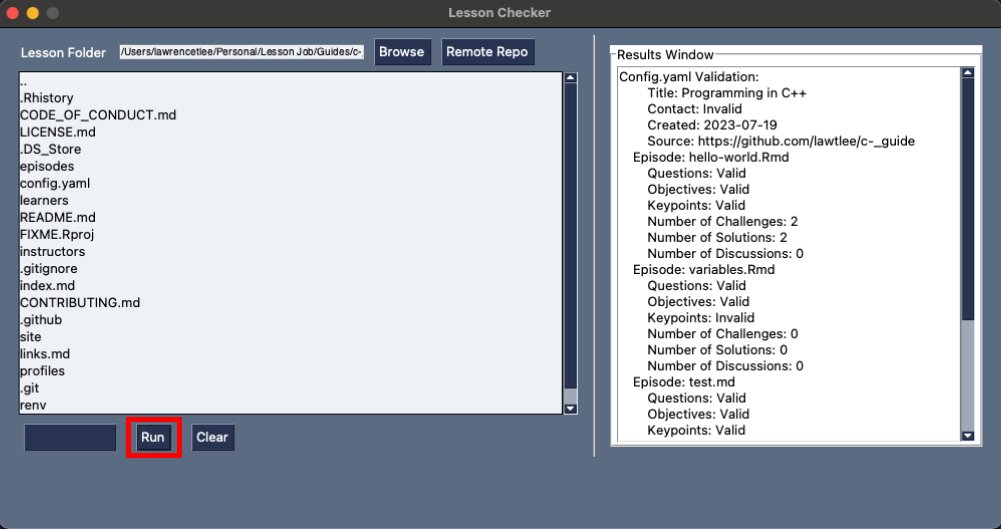 Lesson Checker
Lesson Folder /Users/lawrencetlee/Personal/Lesson Job/Guides/c- Browse Remote Repo
..
.Rhistory
CODE_OF_CONDUCT.md
LICENSE.md
.DS_Store
episodes
config.yaml
learners
README.md
FIXME.Rproj
instructors
.gitignore
index.md
CONTRIBUTING.md
.github
site
links.md
profiles
.git
renv
Run Clear
Results Window
Config.yaml Validation:
Title: Programming in C++
Contact: Invalid
Created: 2023-07-19
Source: https://github.com/lawtlee/c-_guide
Episode: hello-world.Rmd
Questions: Valid
Objectives: Valid
Keypoints: Valid
Number of Challenges: 2
Number of Solutions: 2
Number of Discussions: 0
Episode: variables.Rmd
Questions: Valid
Objectives: Valid
Keypoints: Invalid
Number of Challenges: 0
Number of Solutions: 0
Number of Discussions: 0
Episode: test.md
Questions: Valid
Objectives: Valid
Keypoints: Valid